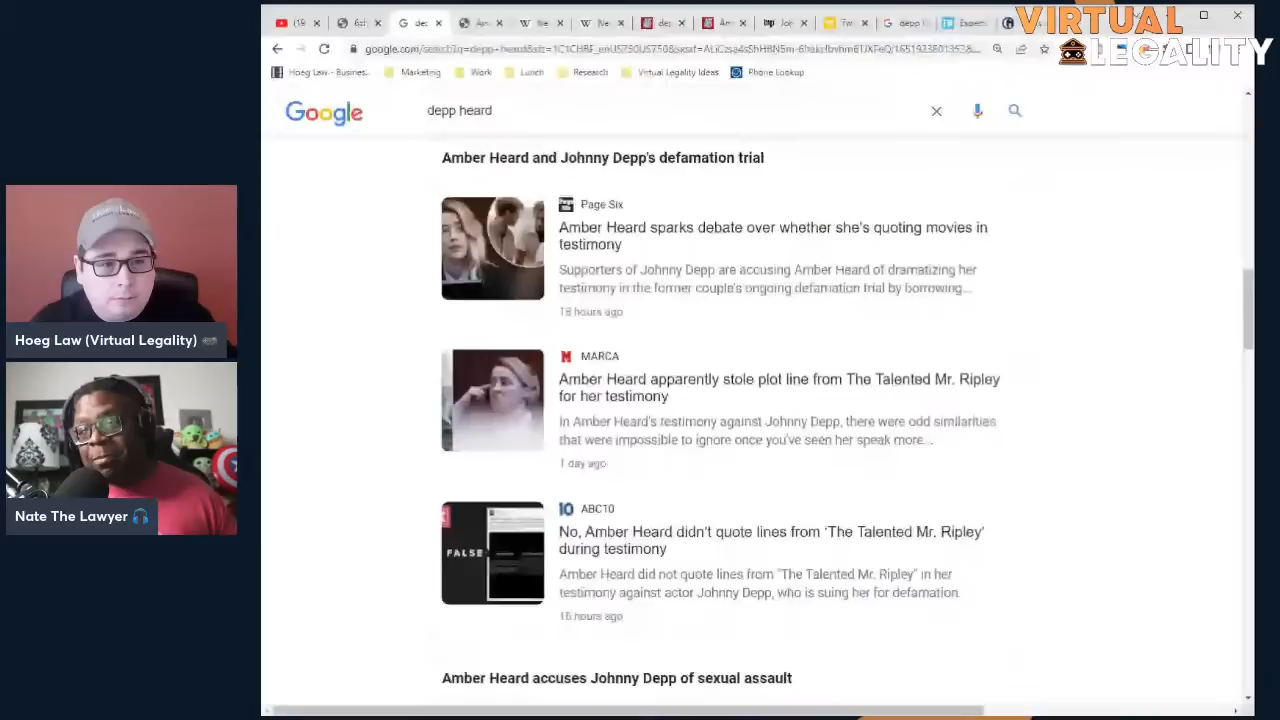 VIRTUAL
LEGALITY
Hoeg Law - Busines..
Marketing
Work
Lunch
Research
Virtual Legality Ideas
Phone Lookup
Google
depp heard
Amber Heard and Johnny Depp's defamation trial
Page Six
Amber Heard sparks debate over whether she's quoting movies in
testimony
Supporters of Johnny Depp are accusing Amber Heard of dramatizing her
testimony in the former couple's ongoing defamation trial by borrowing...
18 hours ago
MARCA
Amber Heard apparently stole plot line from The Talented Mr. Ripley
for her testimony
In Amber Heard's testimony against Johnny Depp, there were odd similarities
that were impossible to ignore once you've seen her speak more...
1 day ago
ABC10
No, Amber Heard didn't quote lines from 'The Talented Mr. Ripley'
during testimony
FALSE
Amber Heard did not quote lines from "The Talented Mr. Ripley" in her
testimony against actor Johnny Depp, who is suing her for defamation.
16 hours ago
Amber Heard accuses Johnny Depp of sexual assault
Hoeg Law (Virtual Legality)
Nate The Lawyer